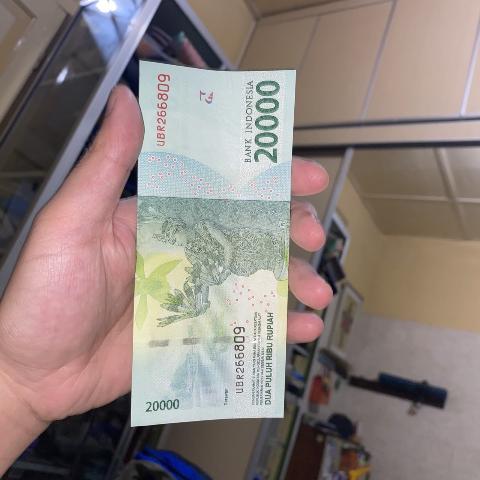 UBR266809
BANK INDONESIA
20000
UBR266809
DUA PULUH RIBU RUPIAH
20000